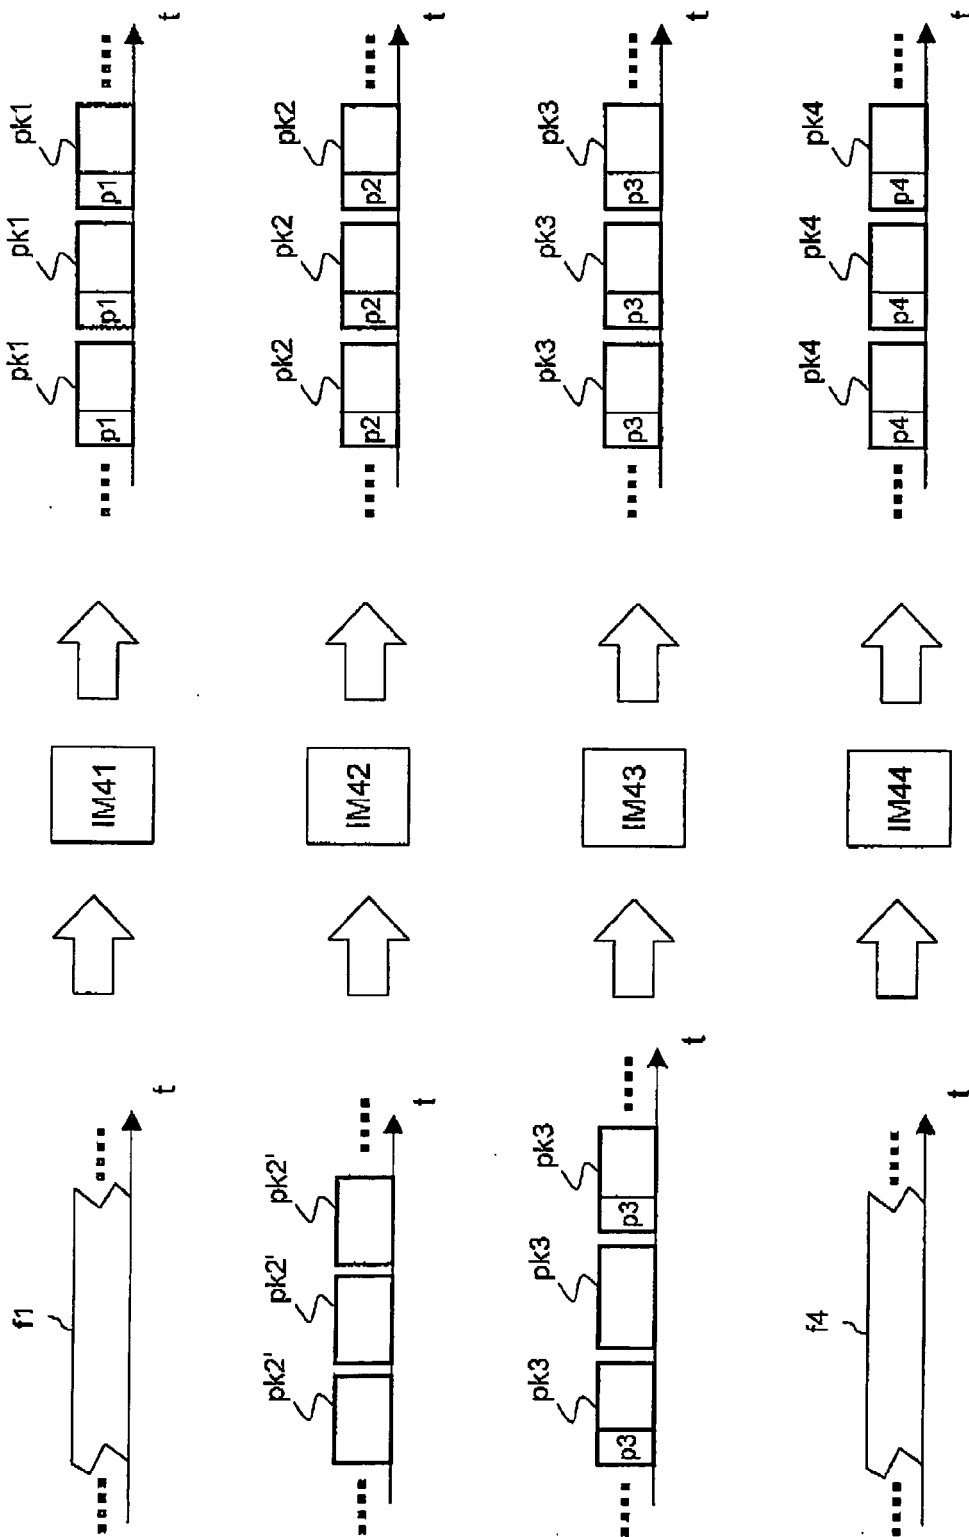 f1 pk1 pk1 pk1
IM41 p1 p1 p1
t t
pk2' pk2' pk2' pk2 pk2 pk2
IM42 p2 p2 p2
t t
pk3 pk3 pk3 pk3 pk3 pk3
p3 p3 IM43 p3 p3 p3
t t
f4 pk4 pk4 pk4
IM44 p4 p4 p4
t t